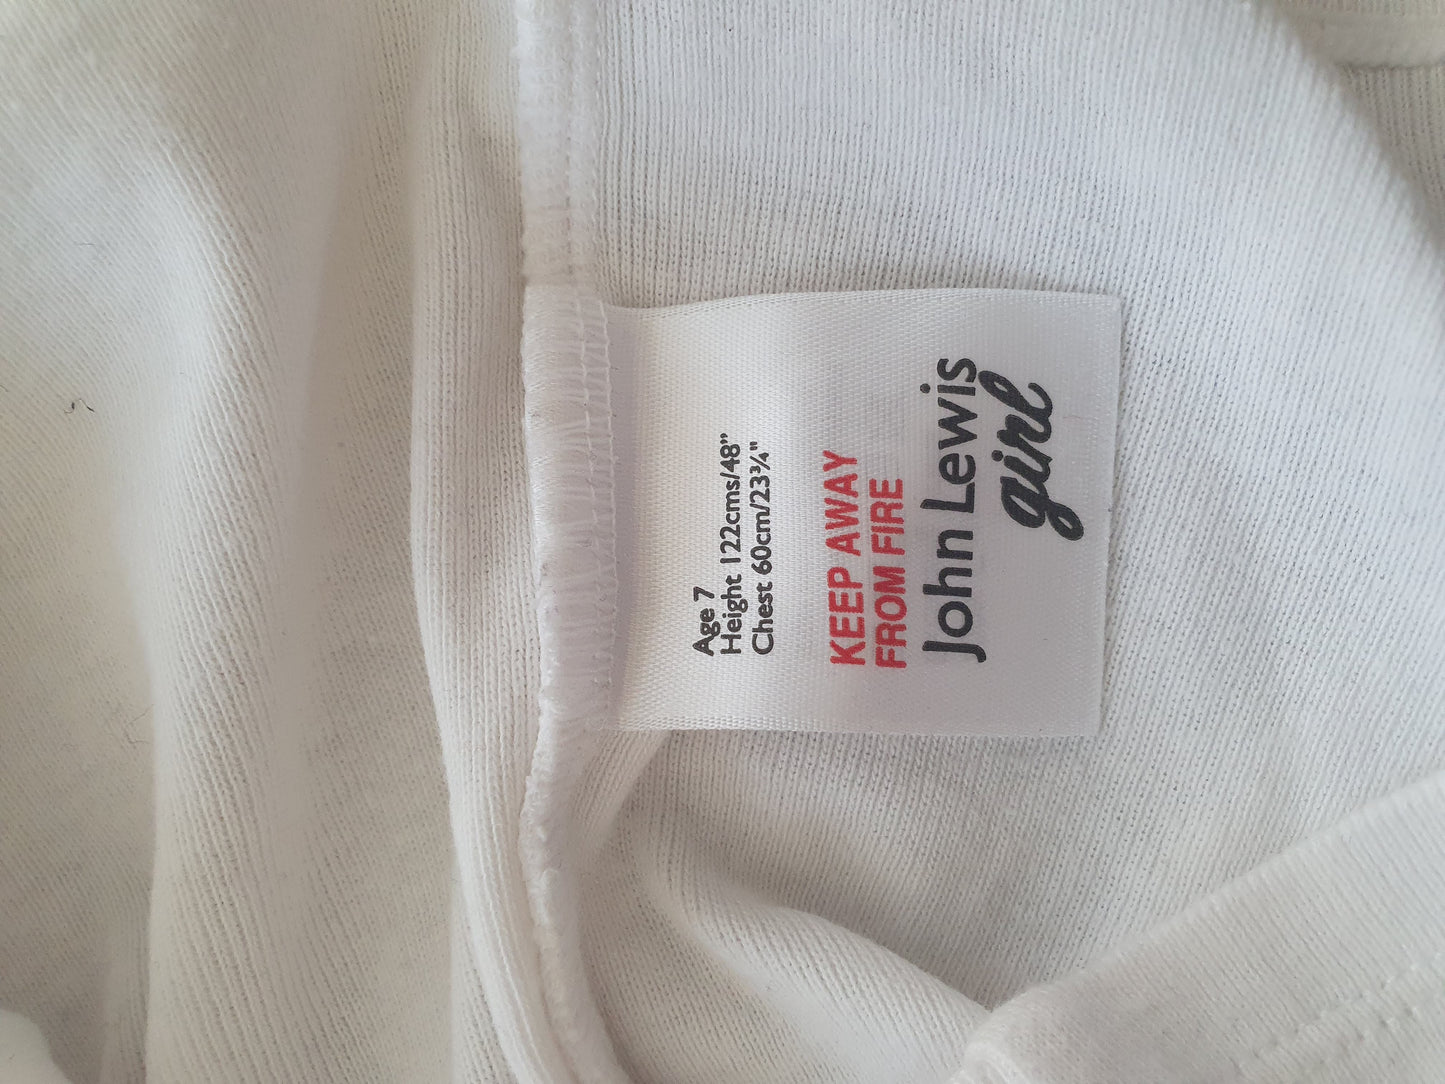 Age 7
Height 122cms/48"
Chest 60cm/23¾"
KEEP AWAY
FROM FIRE
John Lewis
girl